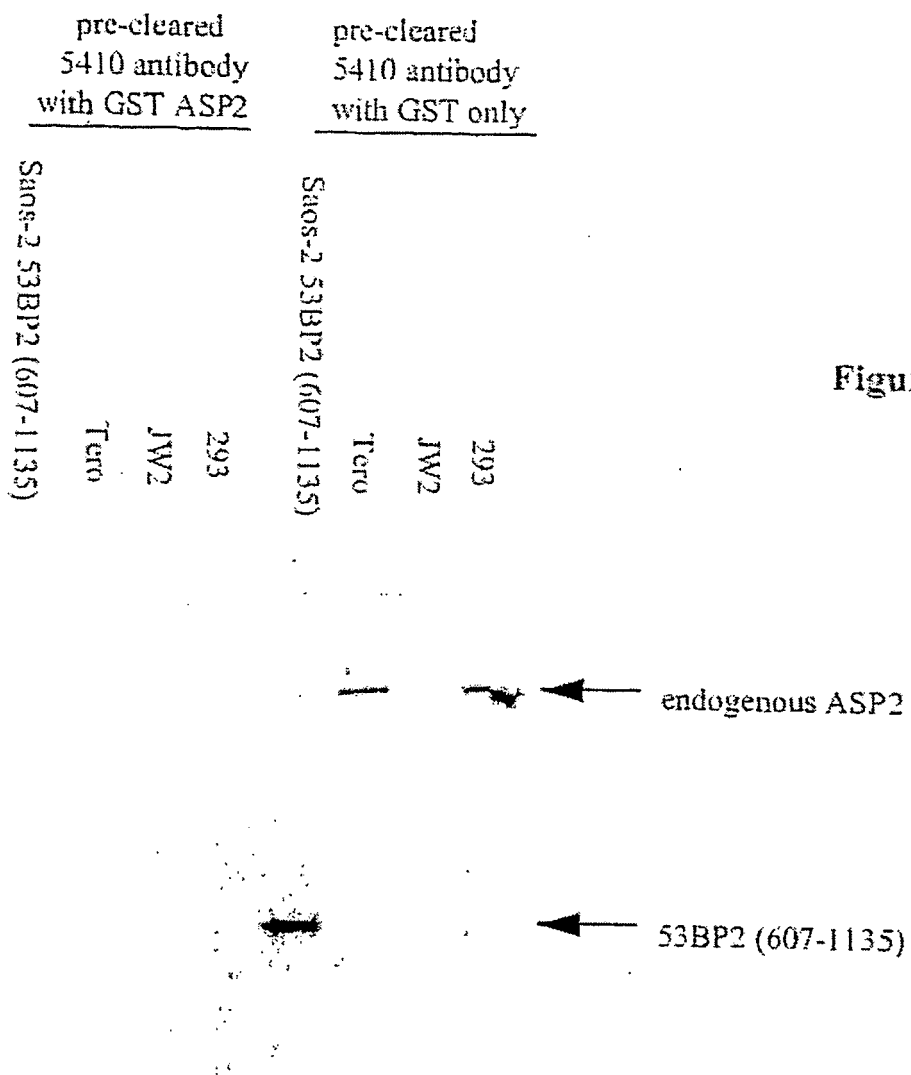 pre-cleared
5410 antibody
with GST ASP2
pre-cleared
5410 antibody
with GST only
Saos-2 53BP2 (607-1135)
Tero
JW2
293
Saos-2 53BP2 (607-1135)
Tero
JW2
293
Figu
endogenous ASP2
53BP2 (607-1135)